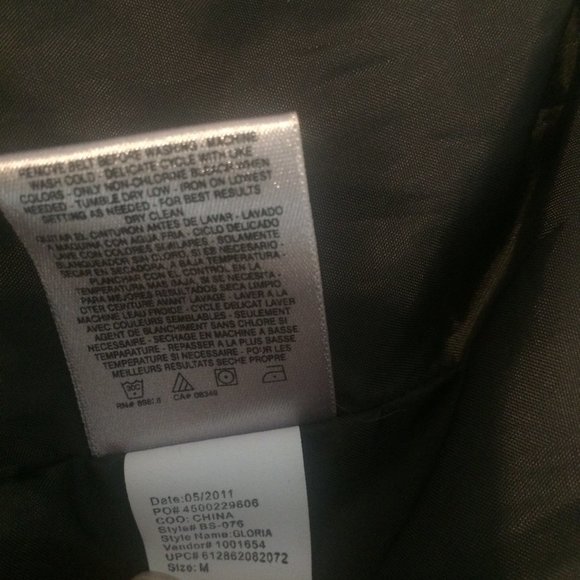 REMOVE BELT BEFORE WASHING - MACHINE
WASH COLD - DELICATE CYCLE WITH LIKE
COLORS - ONLY NON-CHLORINE BLEACH WHEN
NEEDED - TUMBLE DRY LOW - IRON ON LOWEST
SETTING AS NEEDED - FOR BEST RESULTS
DRY CLEAN
QUITAR EL CINTURON ANTES DE LAVAR - LAVADO
A MAQUINA CON AGUA FRIA - CICLO DELICADO
LAVE CON COLORES SIMILARES - SOLAMENTE
BLANQUEADOR SIN CLORO, SI ES NECESARIO -
SECAR EN SECADORA A BAJA TEMPERATURA -
PLANCHAR EN EL CONTROL EN LA
TEMPERATURA MAS BAJA, SI SE NECESITA -
PARA MEJORES RESULTADOS SECA LIMPIO
OTER CEINTURE AVANT LAVAGE - LAVER A LA
MACHINE L'EAU FROIDE - CYCLE DELICAT LAVER
AVEC COULEURS SEMBLABLES - SEULEMENT
AGENT DE BLANCHIMENT SANS CHLORE SI
NECESSAIRE - SECHAGE EN MACHINE A BASSE
TEMPARATURE - REPASSER A LA PLUS BASSE
TEMPERATURE SI NECESSAIRE - POUR LES
MEILLEURS RESULTATS SECHE PROPRE
30C
RN#
CA# 08349
Date:05/2011
PO# 4500229606
COO: CHINA
Style# BS-076
Style Name: GLORIA
Vendor# 1001654
UPC# 612862082072
Size: M